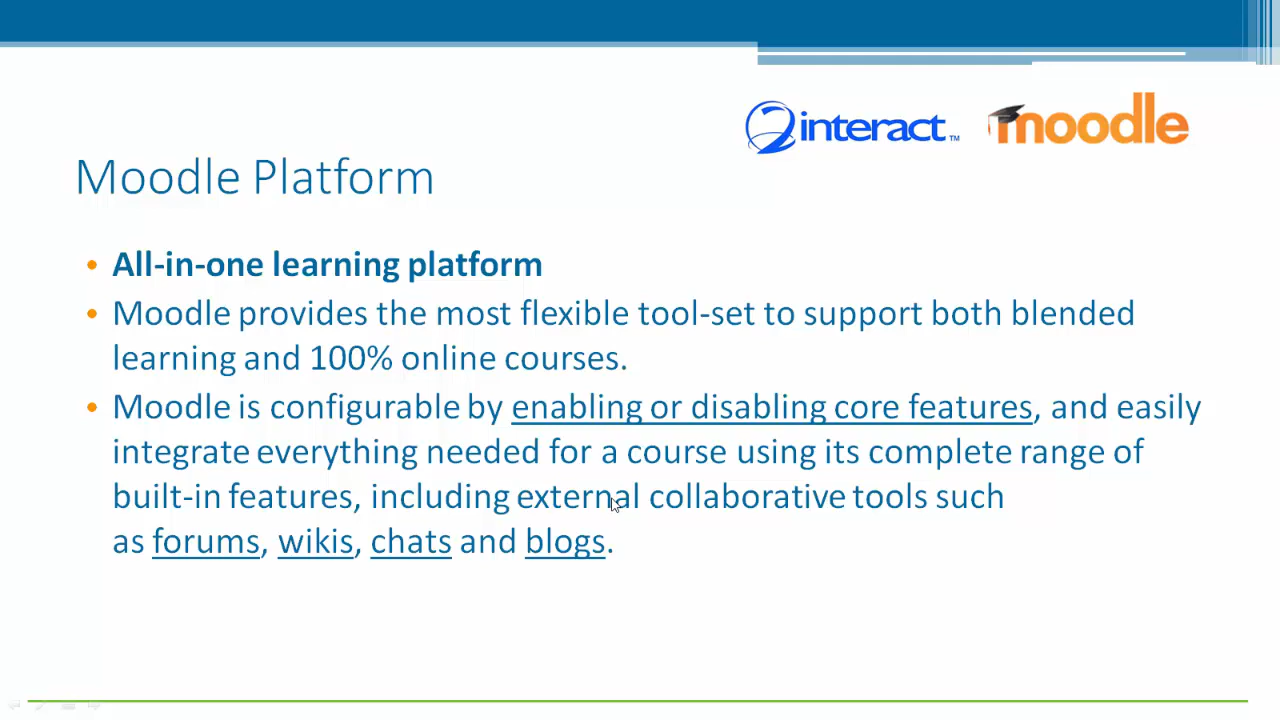 2interact™ moodle
Moodle Platform
• All-in-one learning platform
• Moodle provides the most flexible tool-set to support both blended
learning and 100% online courses.
• Moodle is configurable by enabling or disabling core features, and easily
integrate everything needed for a course using its complete range of
built-in features, including external collaborative tools such
as forums, wikis, chats and blogs.